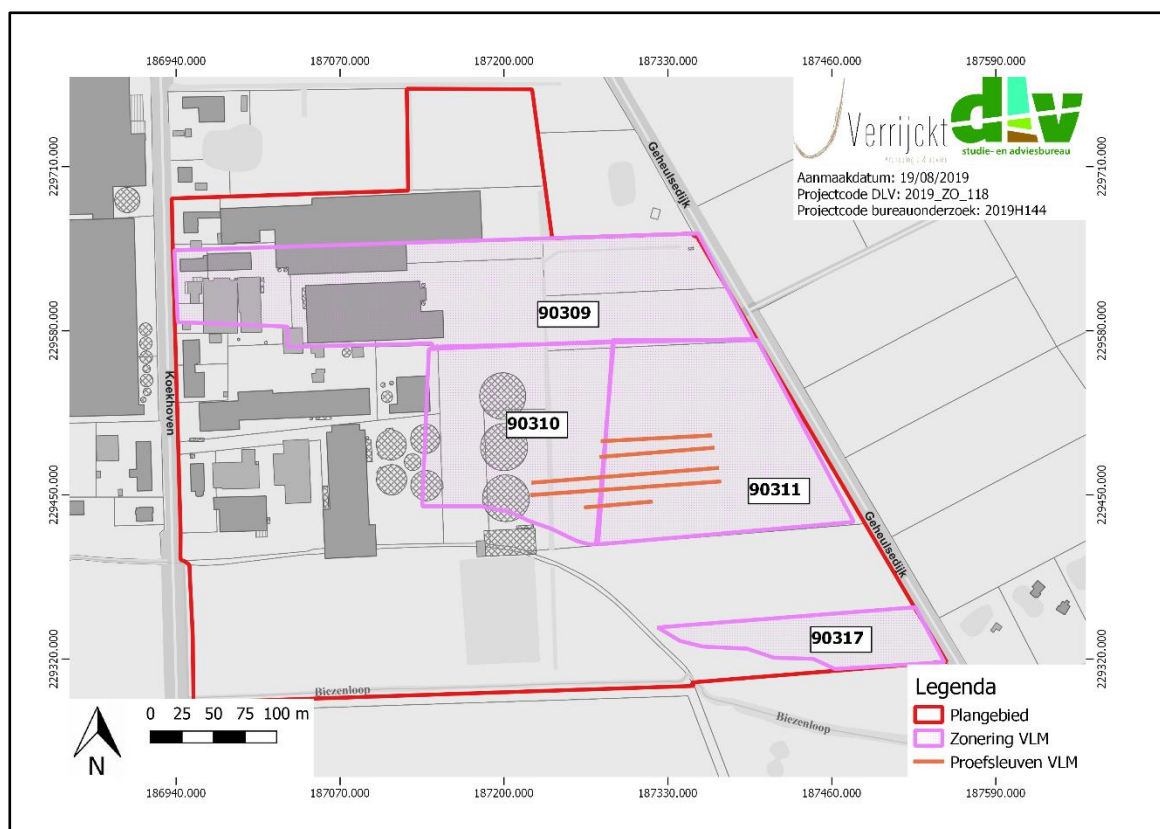 186940.000 187070.000 187200.000 187330.000 187460.000 187590.000
Verrijckt
dlv
studie- en adviesbureau
Aanmaakdatum: 19/08/2019
Projectcode DLV: 2019_ZO_118
Projectcode bureauonderzoek: 2019H144
229710.000 229710.000
Geheulsedijk
90309
229580.000 229580.000
Koekhoven
90310
90311
229450.000 229450.000
Geheulsedijk
90317
229320.000 229320.000
Biezenloop
Biezenloop
Legenda
Plangebied
Zonering VLM
Proefsleuven VLM
0 25 50 75 100 m
N
186940.000 187070.000 187200.000 187330.000 187460.000 187590.000